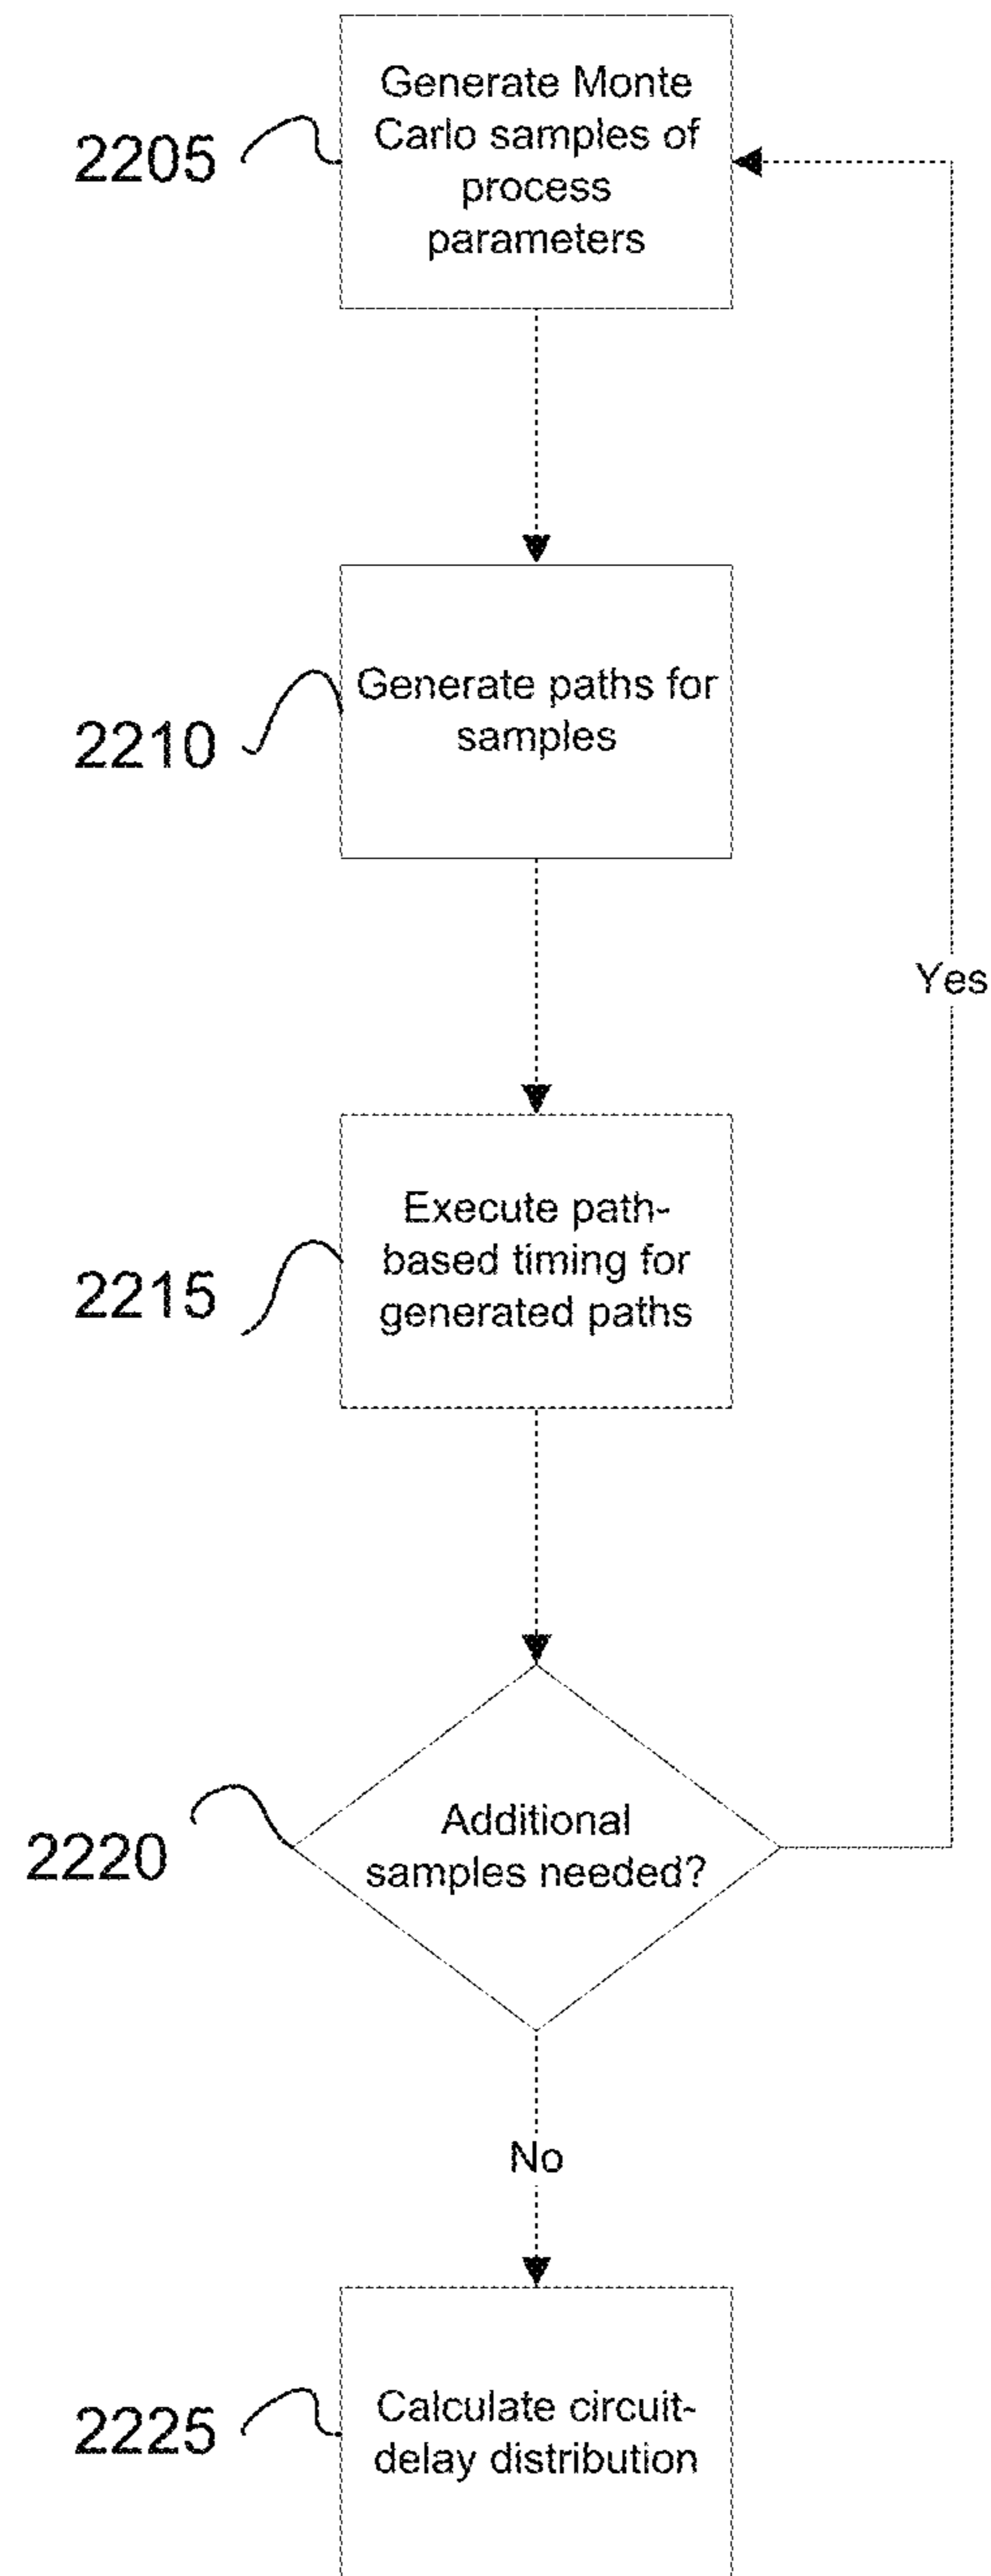 Generate Monte
Carlo samples of
process
parameters
2205
Generate paths for
samples
2210
Yes
Execute path-
based timing for
generated paths
2215
Additional
samples needed?
2220
No
Calculate circuit-
delay distribution
2225